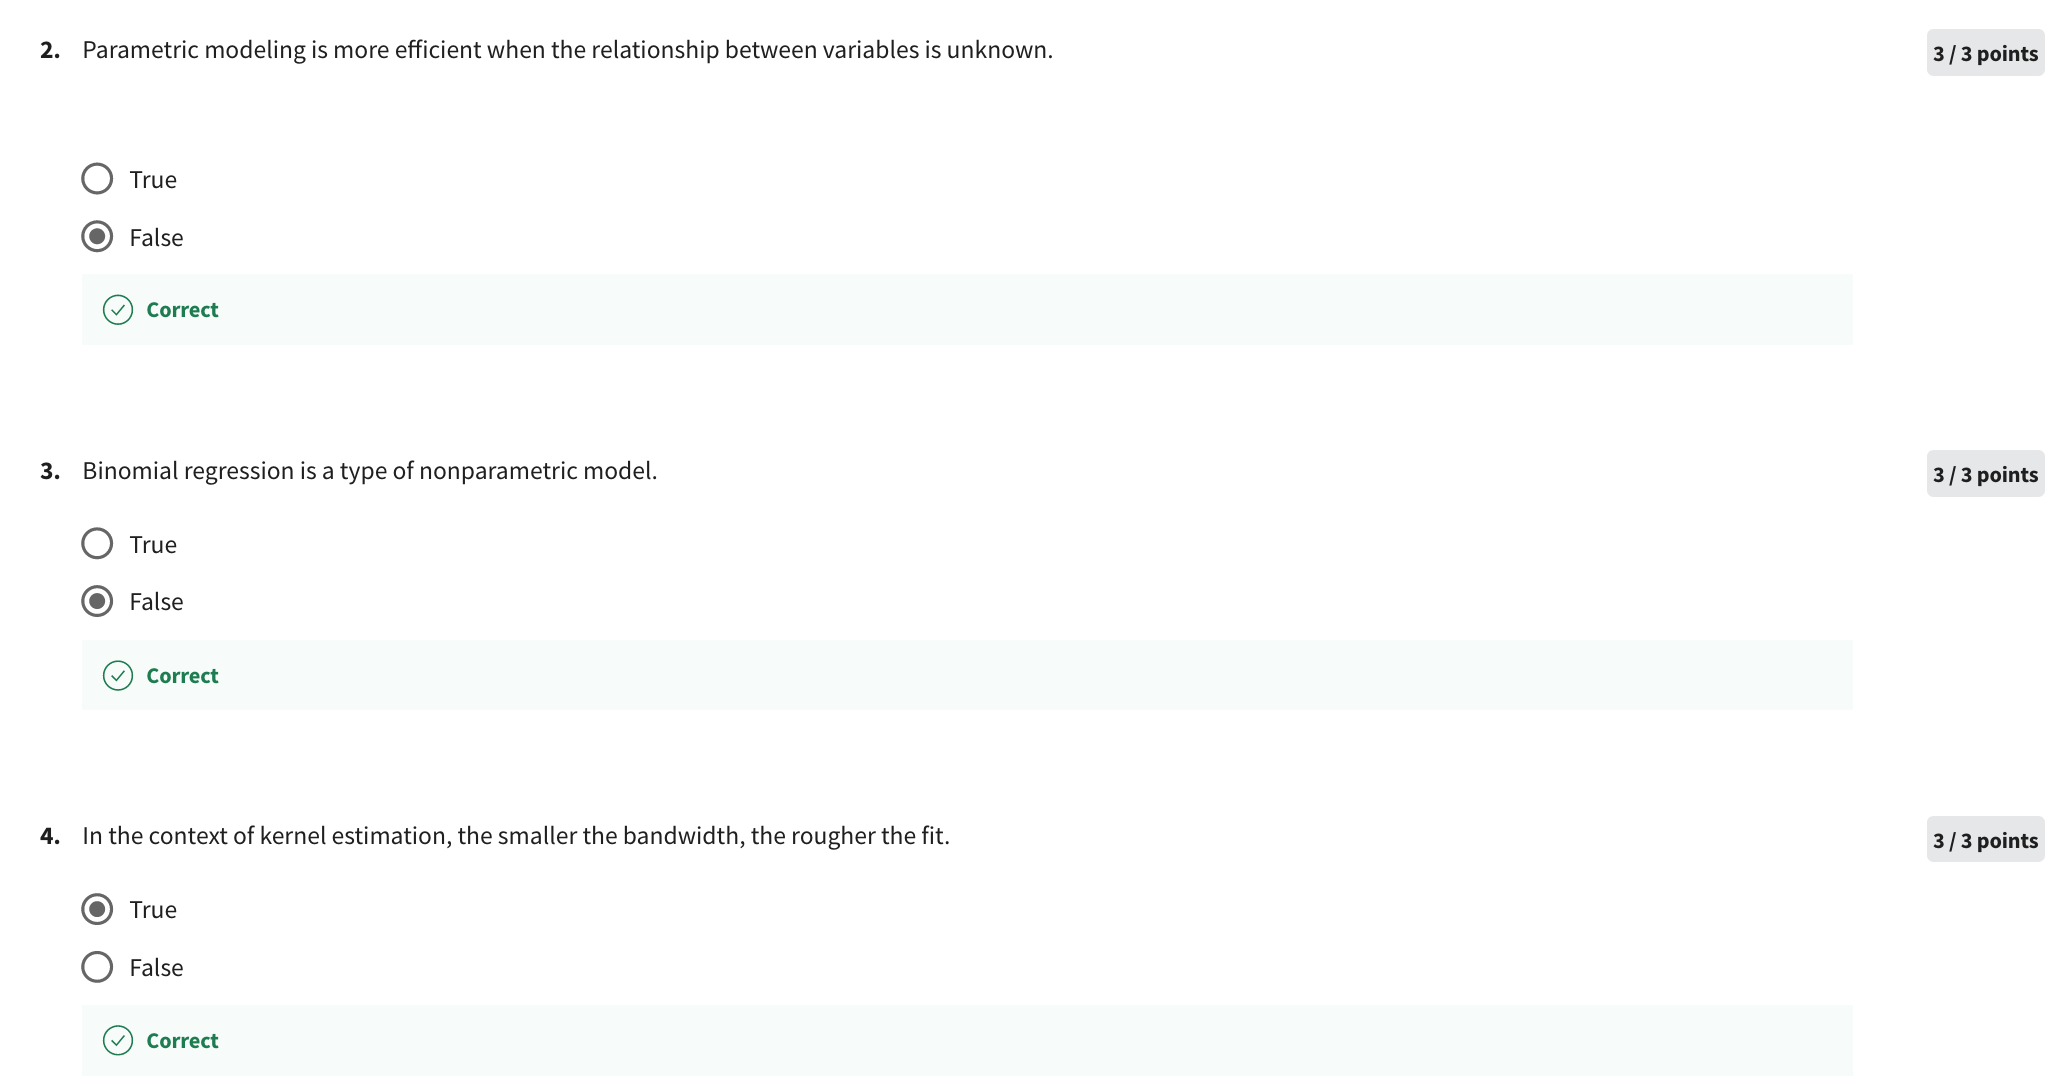 2. Parametric modeling is more efficient when the relationship between variables is unknown.
3 / 3 points
True
False
Correct
3. Binomial regression is a type of nonparametric model.
3 / 3 points
True
False
Correct
4. In the context of kernel estimation, the smaller the bandwidth, the rougher the fit.
3 / 3 points
True
False
Correct